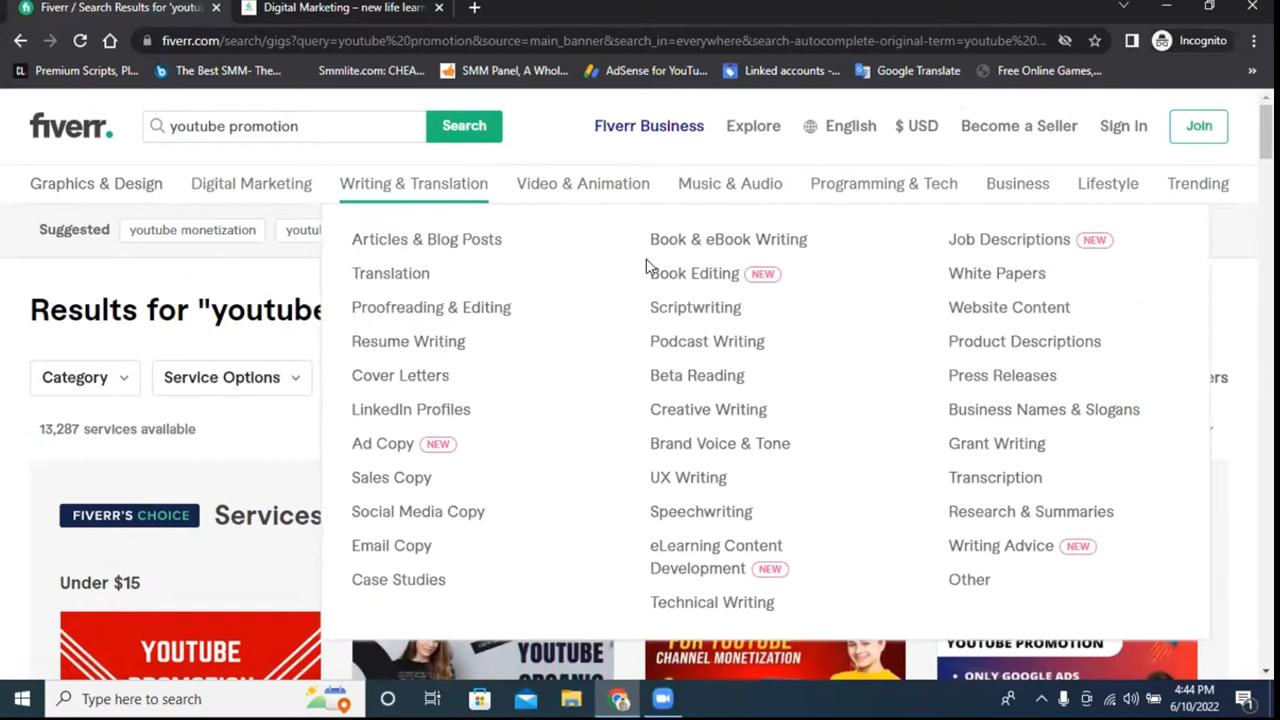 Fiverr / Search Results for 'youtu
Digital Marketing – new life learn
fiverr.com/search/gigs?query=youtube%20promotion&source=main_banner&search_in=everywhere&search-autocomplete-original-term=youtube%20...
Incognito
Premium Scripts, Pl...
The Best SMM- The...
Smmlite.com: CHEA...
SMM Panel, A Whol...
AdSense for YouTu...
Linked accounts -...
Google Translate
Free Online Games,...
»
fiverr.
youtube promotion
Search
Fiverr Business
Explore
English
$ USD
Become a Seller
Sign In
Join
Graphics & Design
Digital Marketing
Writing & Translation
Video & Animation
Music & Audio
Programming & Tech
Business
Lifestyle
Trending
Suggested
youtube monetization
youtu
Results for "youtube
Category
Service Options
ers
13,287 services available
FIVERR'S CHOICE
Services
Under $15
Articles & Blog Posts
Translation
Proofreading & Editing
Resume Writing
Cover Letters
LinkedIn Profiles
Ad Copy NEW
Sales Copy
Social Media Copy
Email Copy
Case Studies
Book & eBook Writing
Book Editing NEW
Scriptwriting
Podcast Writing
Beta Reading
Creative Writing
Brand Voice & Tone
UX Writing
Speechwriting
eLearning Content
Development NEW
Technical Writing
Job Descriptions NEW
White Papers
Website Content
Product Descriptions
Press Releases
Business Names & Slogans
Grant Writing
Transcription
Research & Summaries
Writing Advice NEW
Other
YOUTUBE
PROMOTION
YOUTUBE
ORGANIC
FOR YOUTUBE
CHANNEL MONETIZATION
YOUTUBE PROMOTION
ONLY GOOGLE ADS
Type here to search
4:44 PM
6/10/2022
1